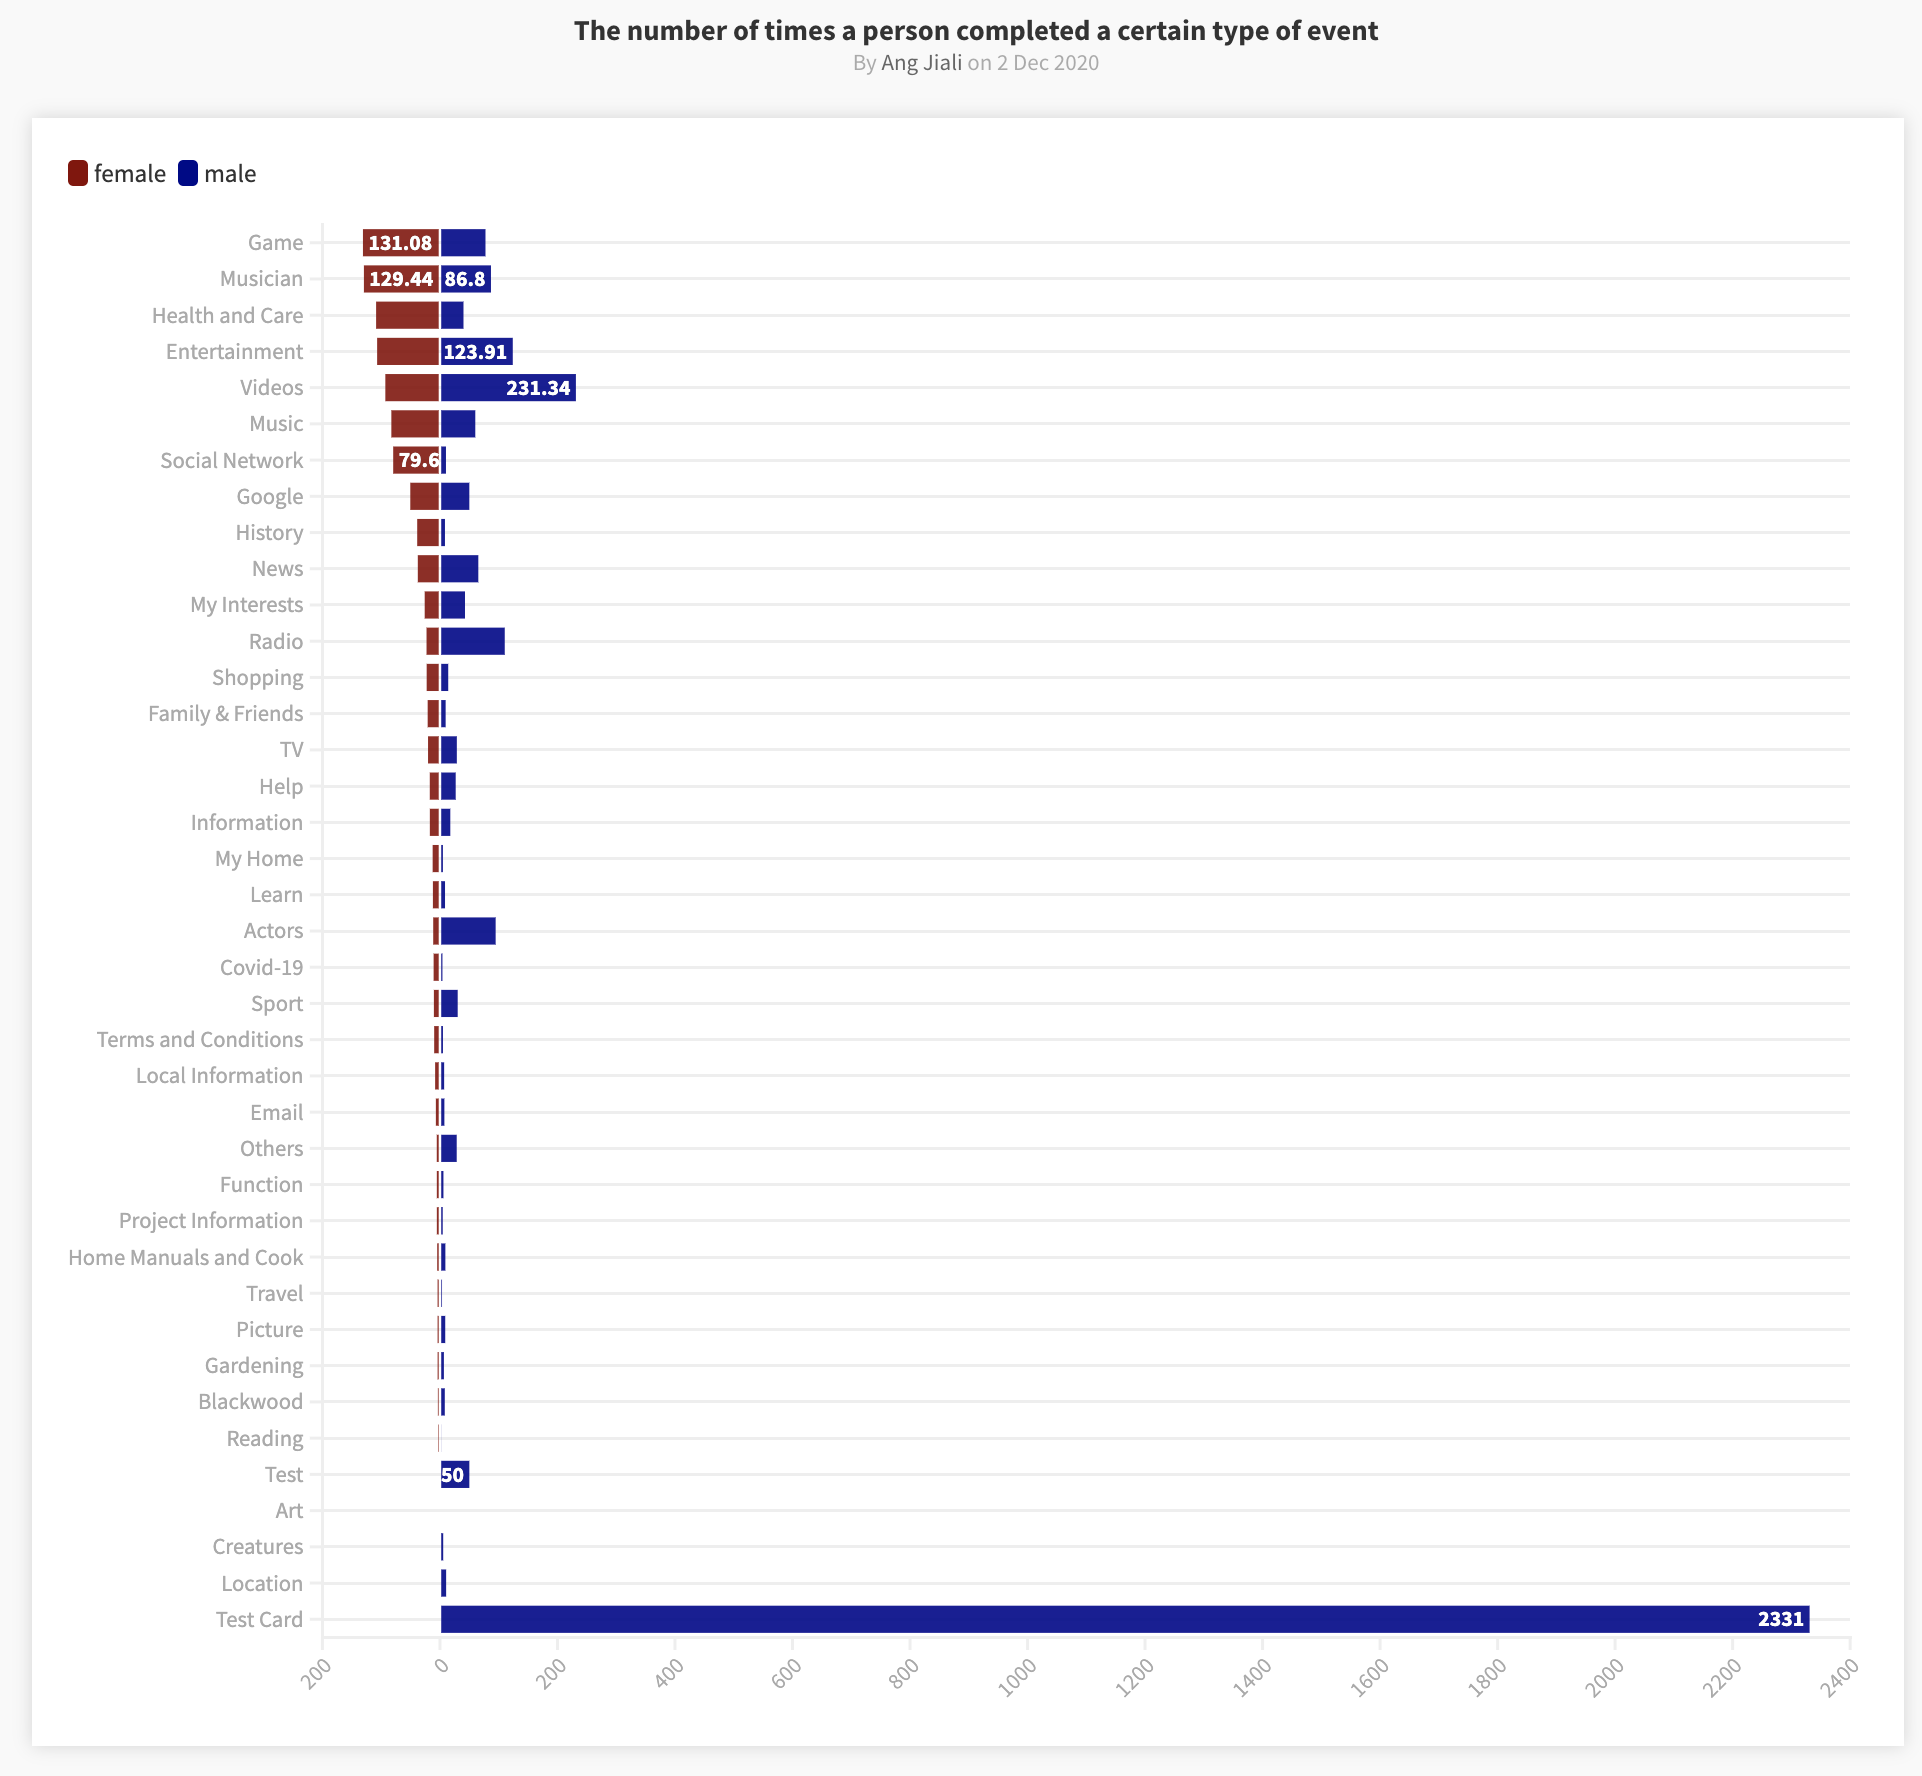 The number of times a person completed a certain type of event
By Ang Jiali on 2 Dec 2020
female male
Game 131.08
Musician 129.44 86.8
Health and Care
Entertainment 123.91
Videos 231.34
Music
Social Network 79.6
Google
History
News
My Interests
Radio
Shopping
Family & Friends
TV
Help
Information
My Home
Learn
Actors
Covid-19
Sport
Terms and Conditions
Local Information
Email
Others
Function
Project Information
Home Manuals and Cook
Travel
Picture
Gardening
Blackwood
Reading
Test 50
Art
Creatures
Location
Test Card 2331
200 0 200 400 600 800 1000 1200 1400 1600 1800 2000 2200 2400